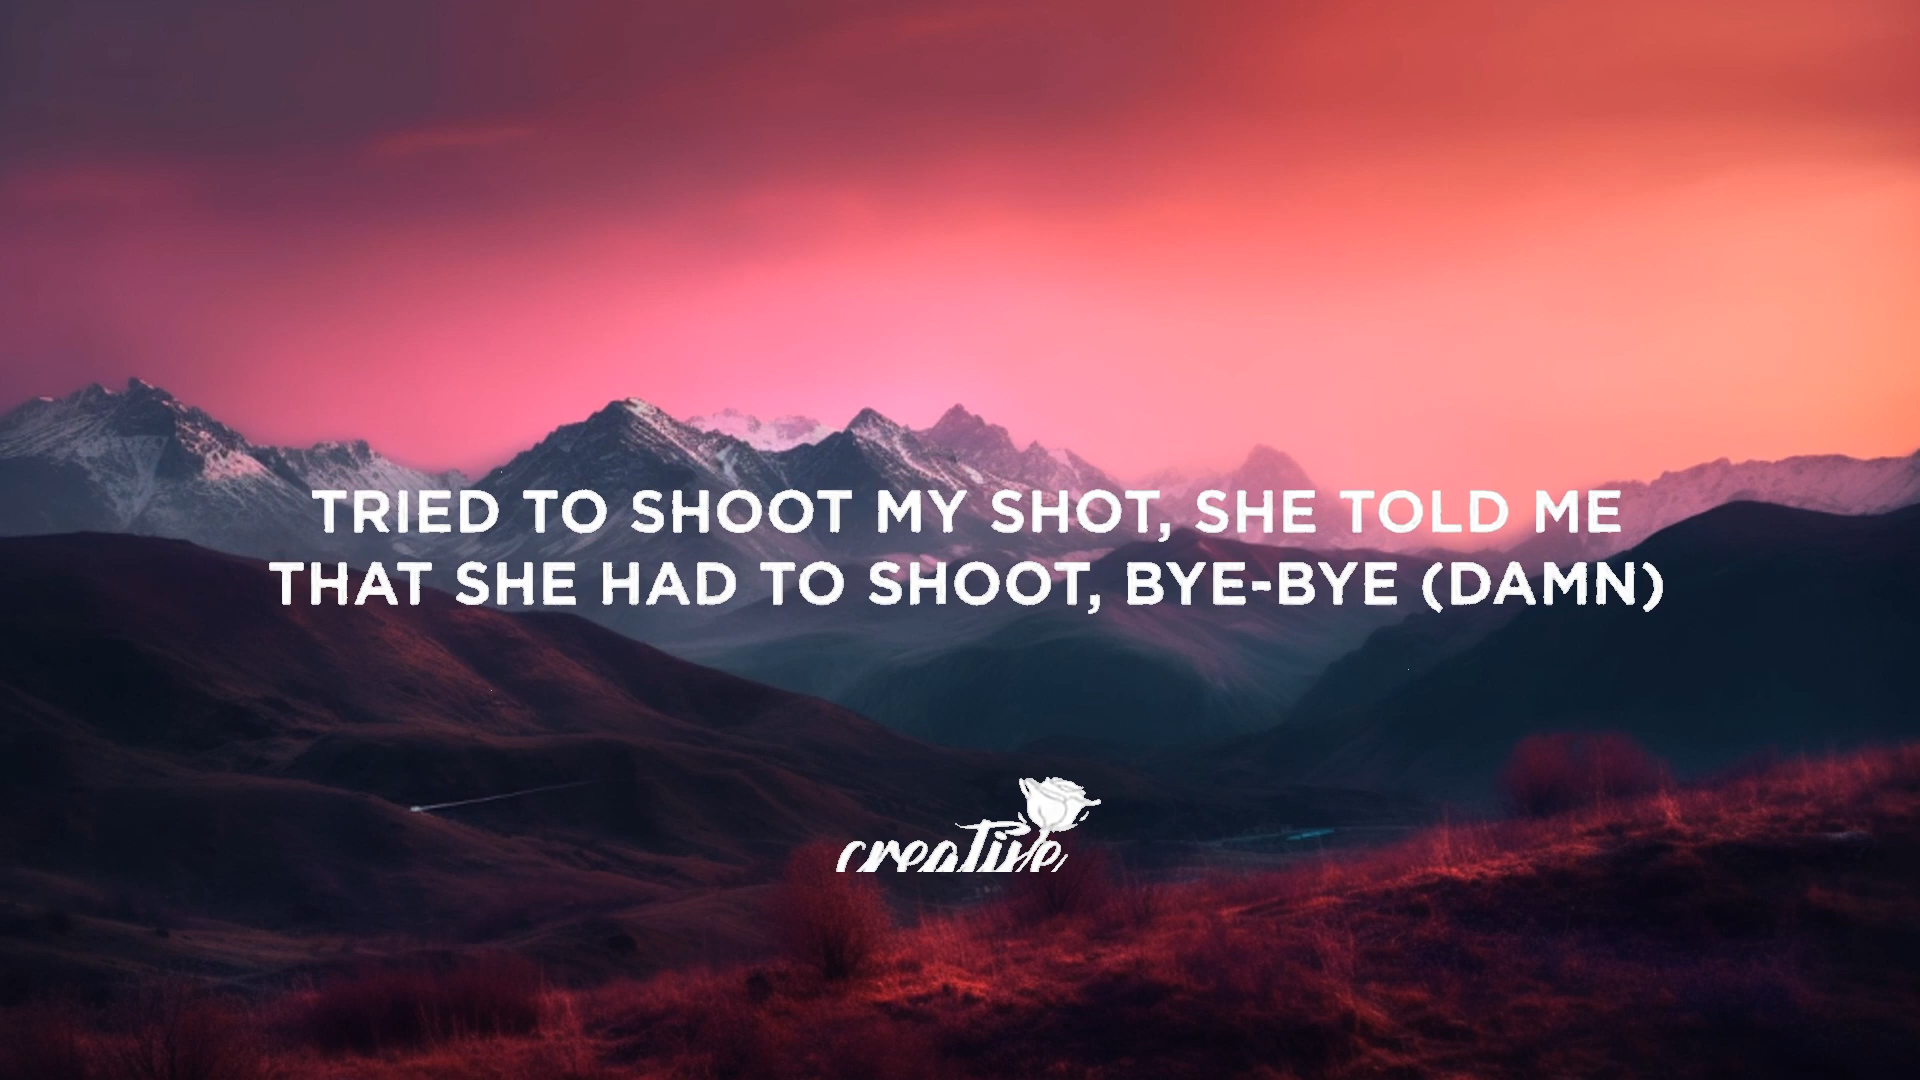 TRIED TO SHOOT MY SHOT, SHE TOLD ME
THAT SHE HAD TO SHOOT, BYE-BYE (DAMN)
creative